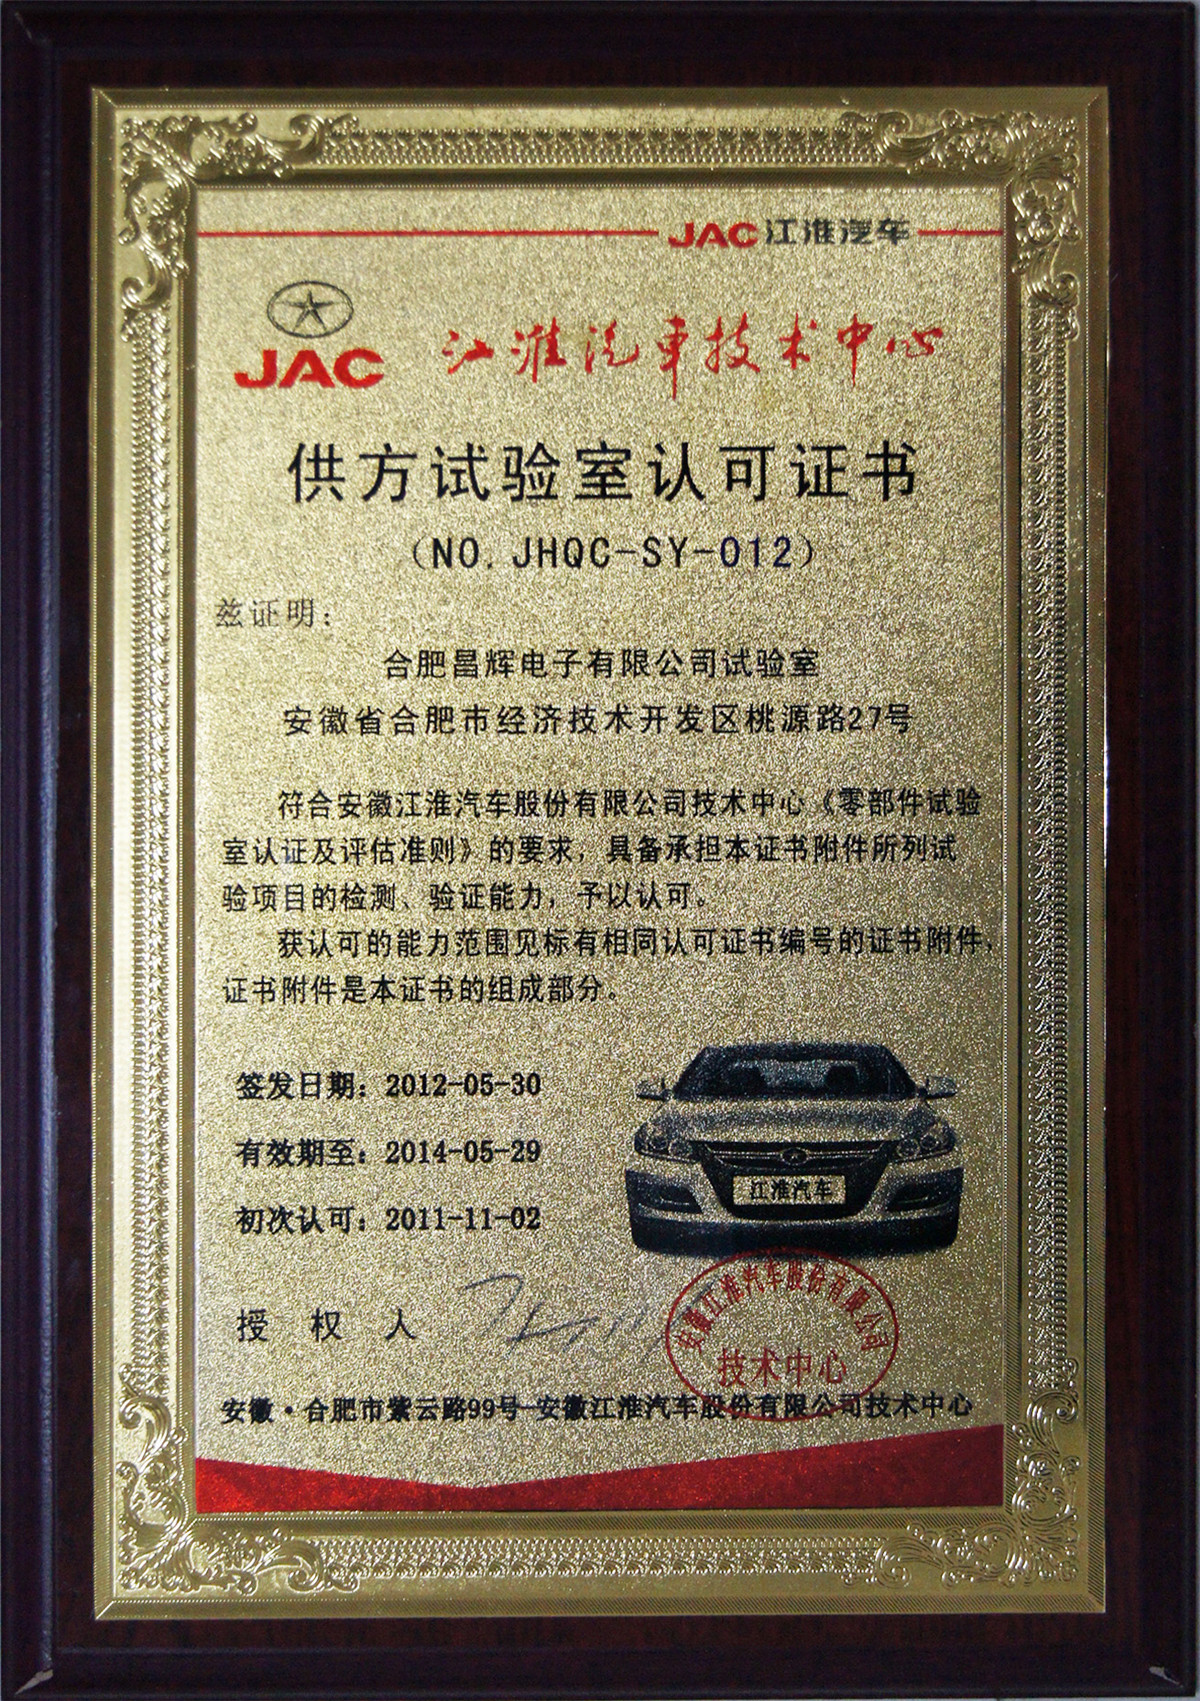 JAC江淮汽车
JAC
江淮汽車技术中心
供方试验室认可证书
(NO. JHQC-SY-012)
兹证明：
合肥昌辉电子有限公司试验室
安徽省合肥市经济技术开发区桃源路27号
符合安徽江淮汽车股份有限公司技术中心《零部件试验
室认证及评估准则》的要求，具备承担本证书附件所列试
验项目的检测、验证能力，予以认可。
获认可的能力范围见标有相同认可证书编号的证书附件，
证书附件是本证书的组成部分。
签发日期：2012-05-30
有效期至：2014-05-29
初次认可：2011-11-02
江淮汽车
授 权 人
安徽江淮汽车股份有限公司
技术中心
安徽·合肥市紫云路99号 安徽江淮汽车股份有限公司技术中心